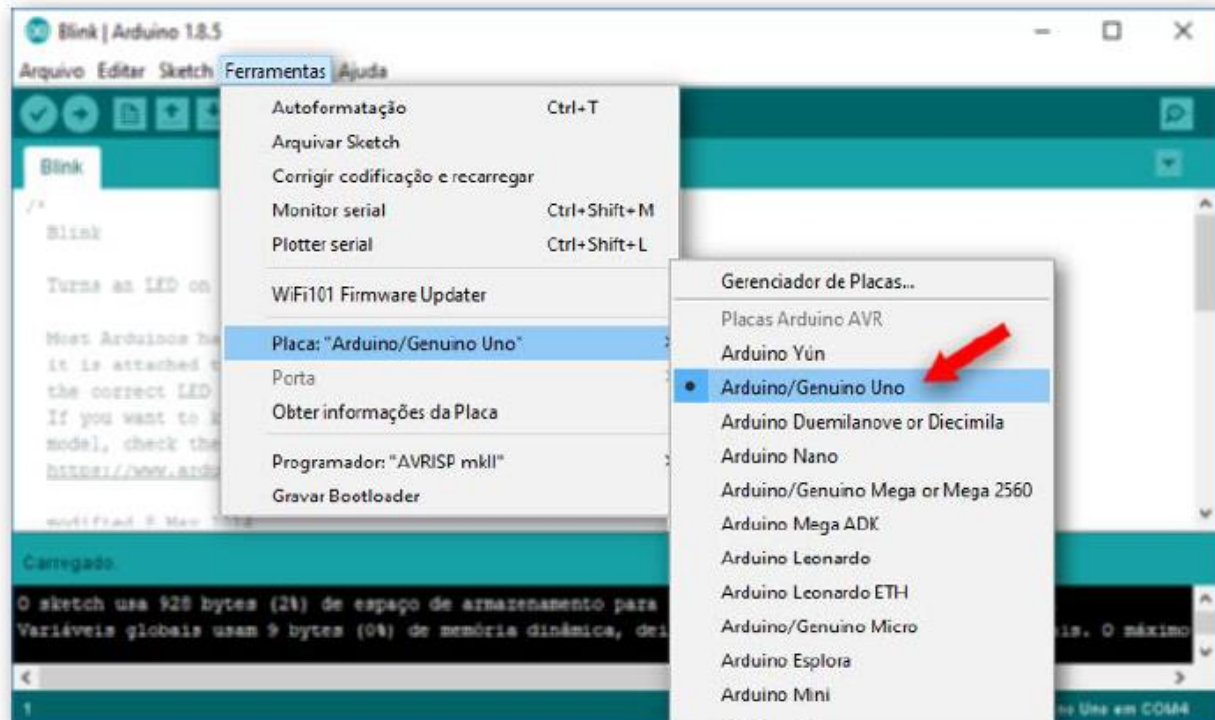 Blink | Arduino 1.8.5
Arquivo Editar Sketch Ferramentas Ajuda
Autoformatação Ctrl+T
Arquivar Sketch
Corrigir codificação e recarregar
Monitor serial Ctrl+Shift+M
Plotter serial Ctrl+Shift+L
WiFi101 Firmware Updater
Placa: "Arduino/Genuino Uno"
Porta
Obter informações da Placa
Programador: "AVRISP mkII"
Gravar Bootloader
Gerenciador de Placas...
Placas Arduino AVR
Arduino Yún
Arduino/Genuino Uno
Arduino Duemilanove or Diecimila
Arduino Nano
Arduino/Genuino Mega or Mega 2560
Arduino Mega ADK
Arduino Leonardo
Arduino Leonardo ETH
Arduino/Genuino Micro
Arduino Esplora
Arduino Mini
Blink
/*
Blink
Turns an LED on
Most Arduinos ha
it is attached
the correct LED
If you want to
model, check the
https://www.ardu
modified 8 May 2014
Carregado.
O sketch usa 928 bytes (2%) de espaço de armazenamento para
Variáveis globais usam 9 bytes (0%) de memória dinâmica, dei is. O máximo
1 no Uno em COM4